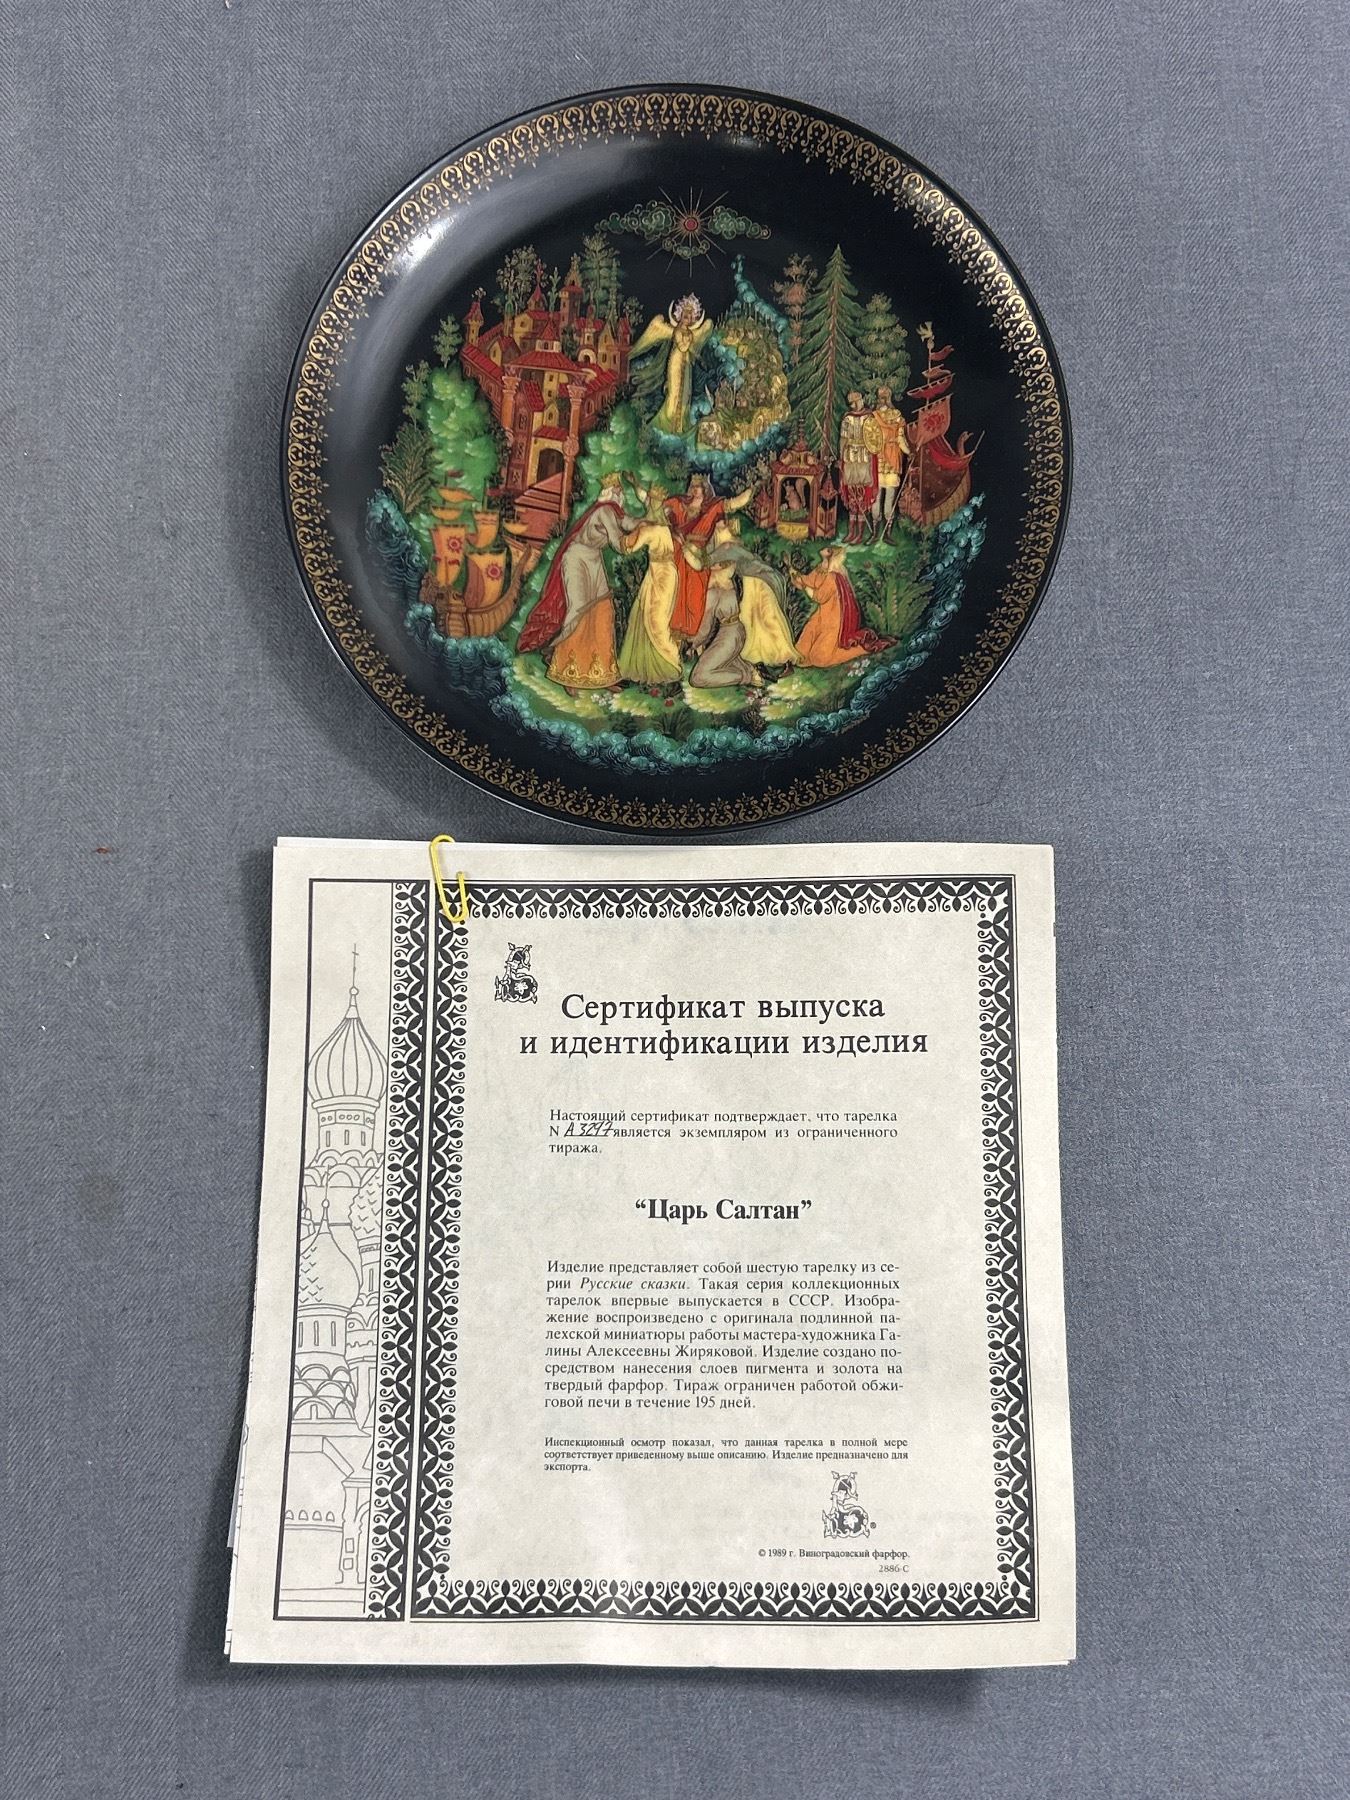 Сертификат выпуска
и идентификации изделия
Настоящий сертификат подтверждает, что тарелка
N А 3297 является экземпляром из ограниченного
тиража.
“Царь Салтан”
Изделие представляет собой шестую тарелку из се-
рии Русские сказки. Такая серия коллекционных
тарелок впервые выпускается в СССР. Изобра-
жение воспроизведено с оригинала подлинной па-
лехской миниатюры работы мастера-художника Га-
лины Алексеевны Жиряковой. Изделие создано по-
средством нанесения слоев пигмента и золота на
твердый фарфор. Тираж ограничен работой обжи-
говой печи в течение 195 дней.
Инспекционный осмотр показал, что данная тарелка в полной мере
соответствует приведенному выше описанию. Изделие предназначено для
экспорта.
®
© 1989 г. Виноградовский фарфор.
2886-С